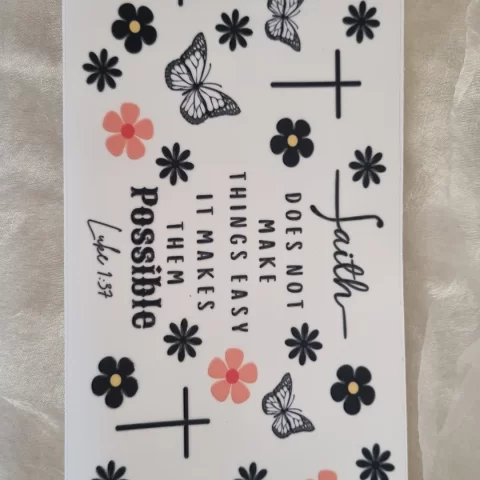 faith
DOES NOT
MAKE
THINGS EASY
IT MAKES
THEM
Possible
Luke 1:37